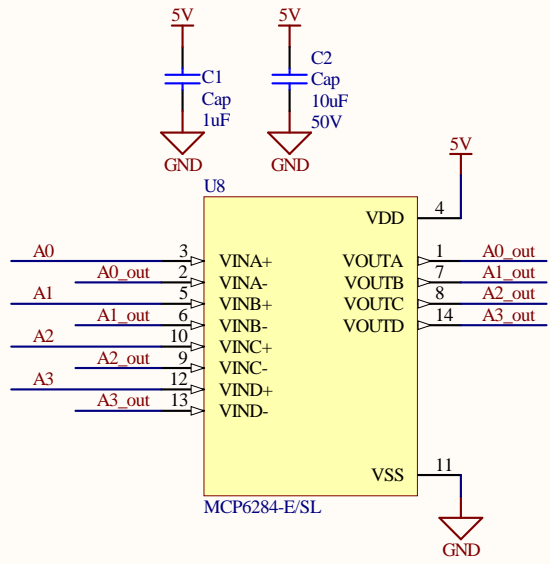 5V
5V
C1
Cap
1uF
C2
Cap
10uF
50V
GND
GND
5V
U8
VDD 4
A0 3 VINA+ VOUTA 1 A0_out
A0_out 2 VINA- VOUTB 7 A1_out
A1 5 VINB+ VOUTC 8 A2_out
A1_out 6 VINB- VOUTD 14 A3_out
A2 10 VINC+
A2_out 9 VINC-
A3 12 VIND+
A3_out 13 VIND-
VSS 11
MCP6284-E/SL
GND